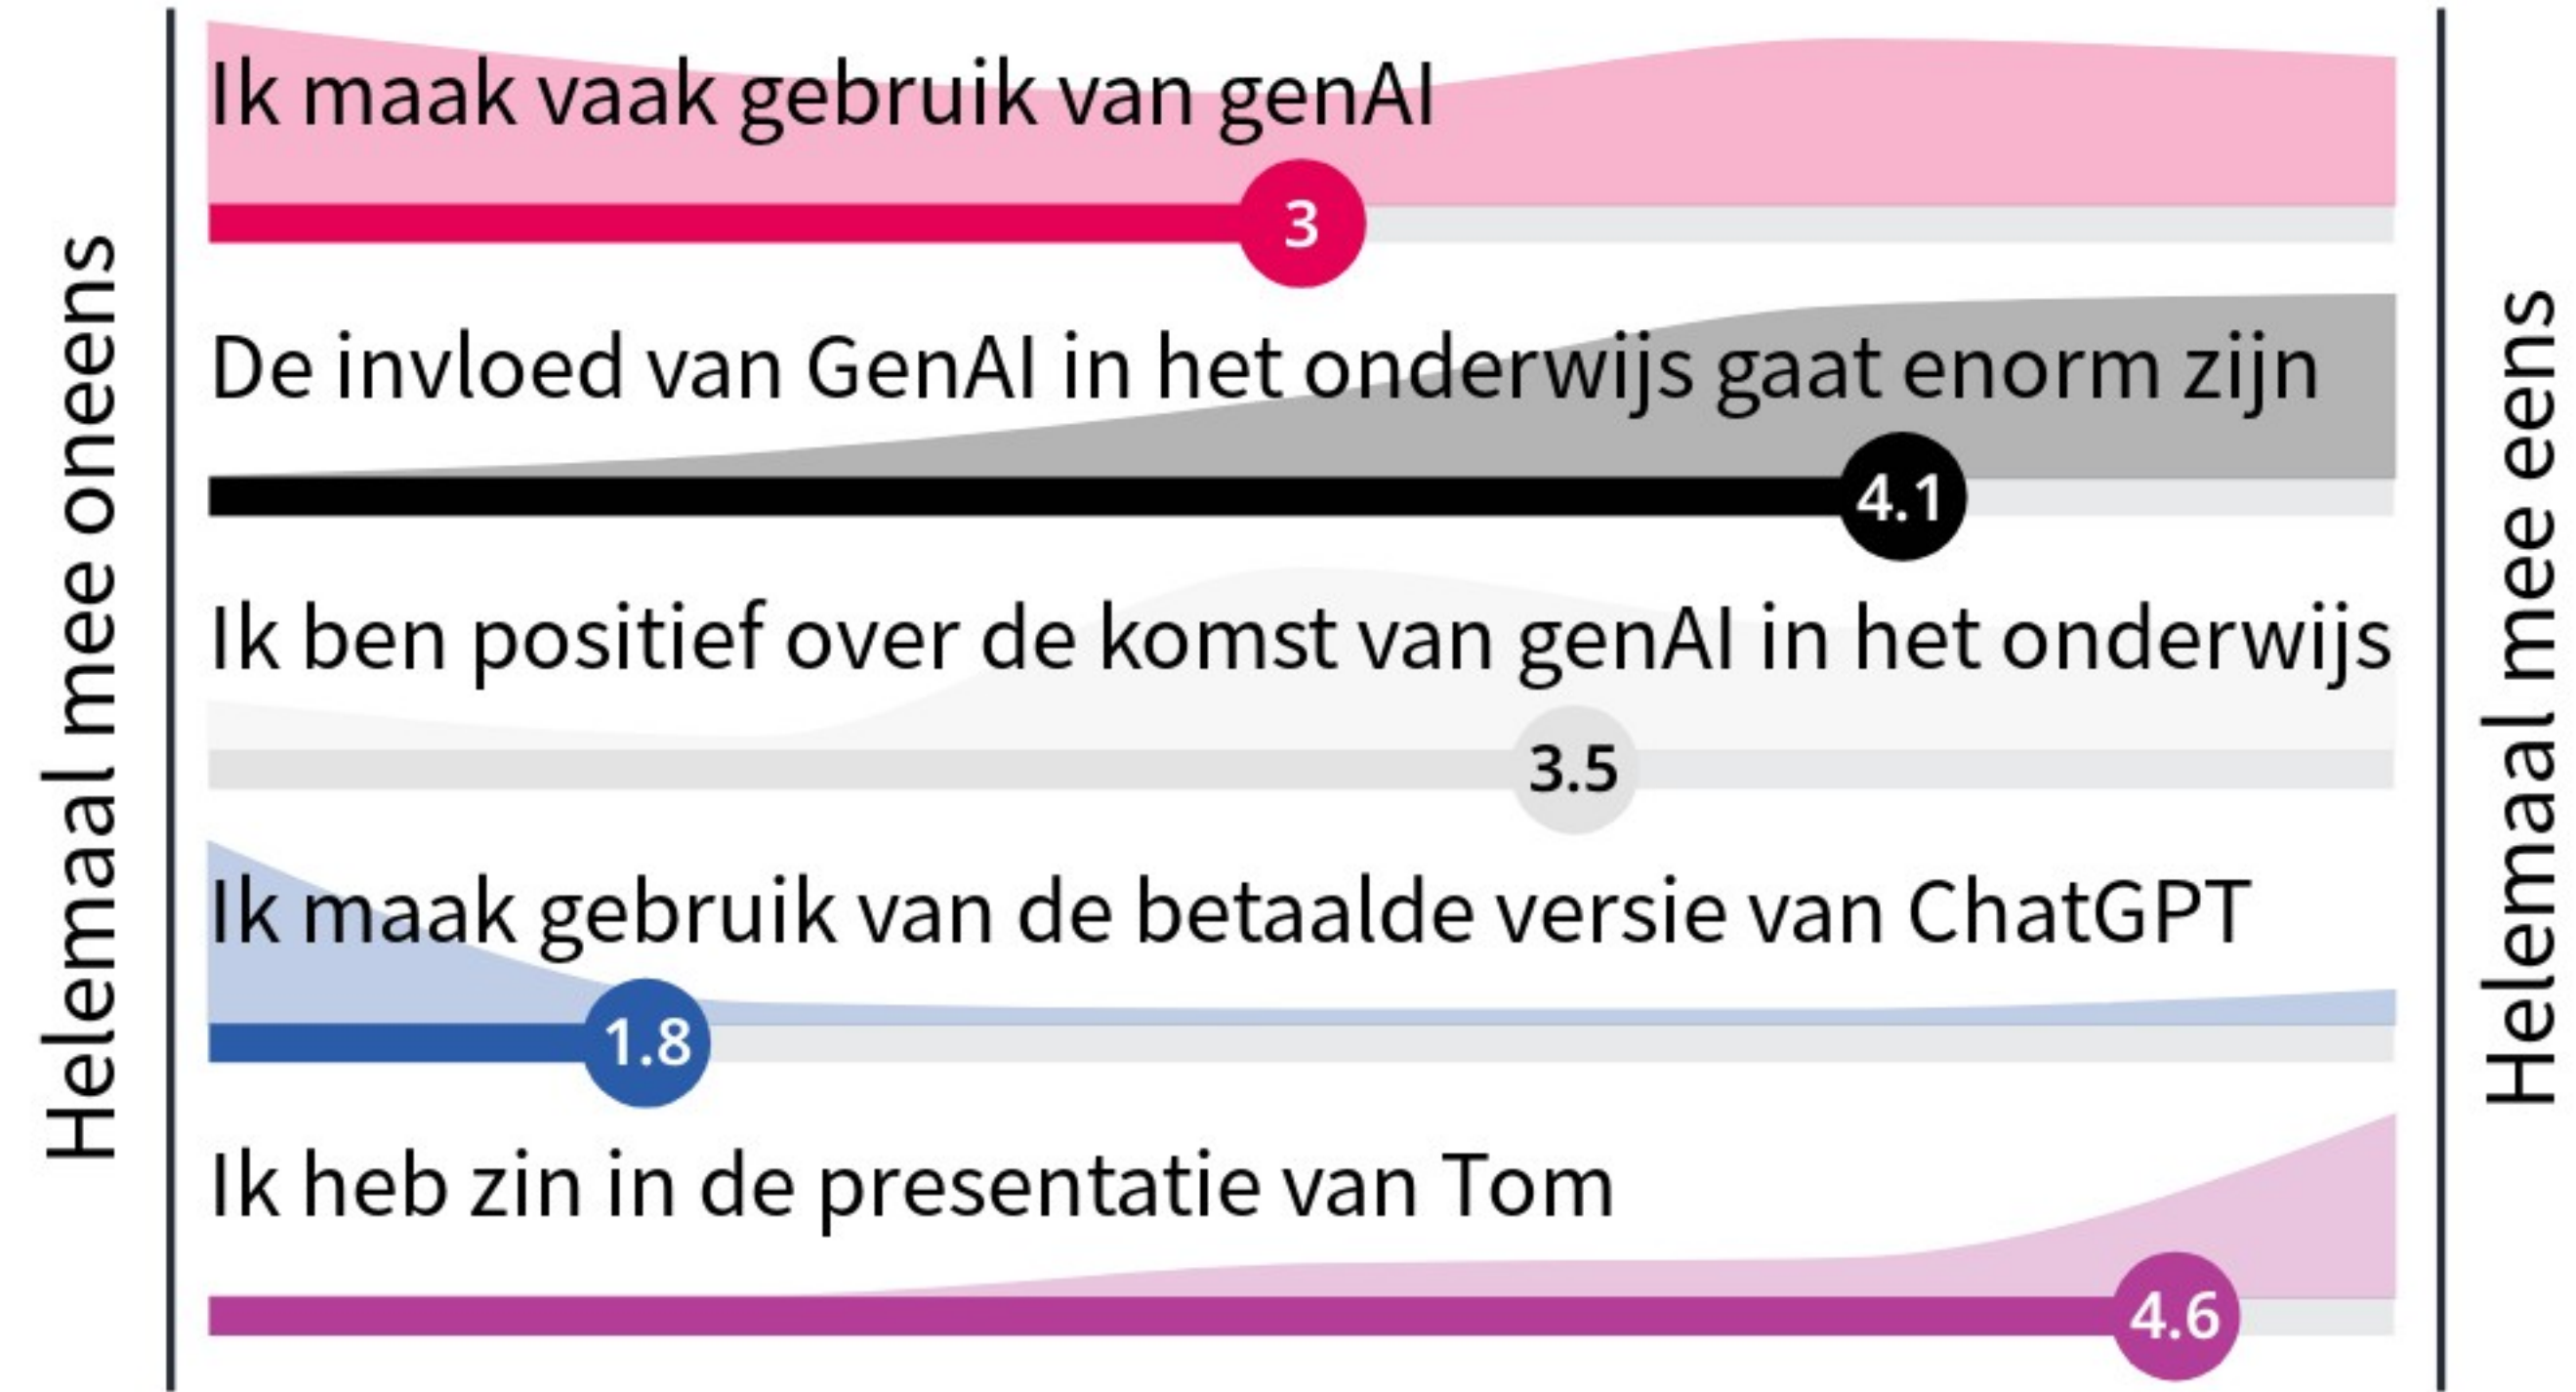 Helemaal mee oneens
Ik maak vaak gebruik van genAI
3
De invloed van GenAI in het onderwijs gaat enorm zijn
4.1
Ik ben positief over de komst van genAI in het onderwijs
3.5
Ik maak gebruik van de betaalde versie van ChatGPT
1.8
Ik heb zin in de presentatie van Tom
4.6
Helemaal mee eens